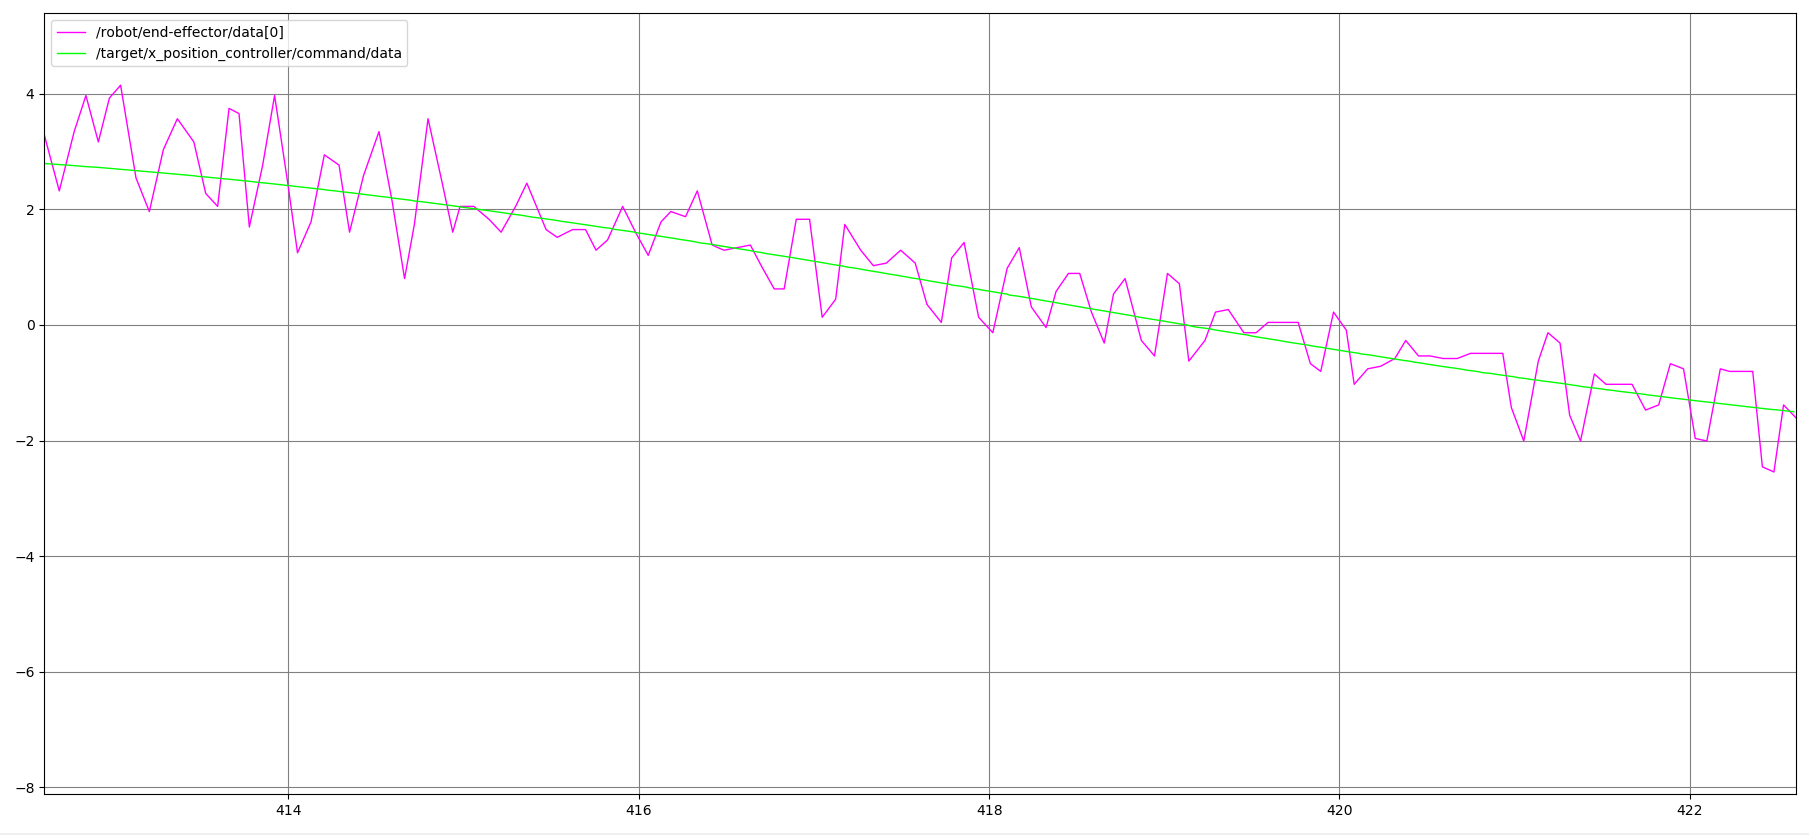 /robot/end-effector/data[0]
/target/x_position_controller/command/data
4
2
0
−2
−4
−6
−8
414 416 418 420 422